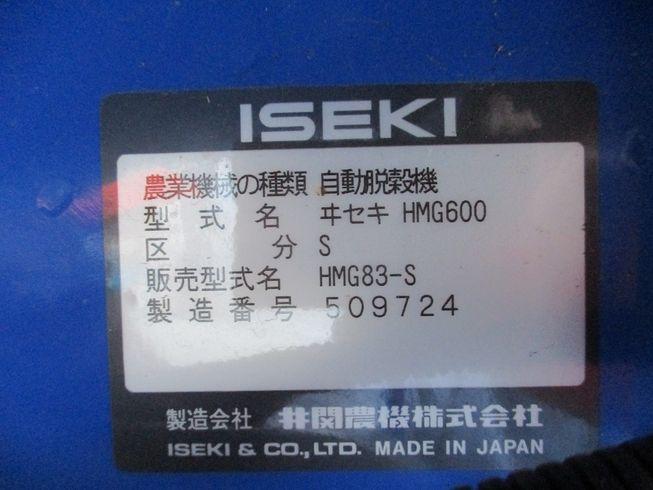 ISEKI
農業機械の種類 自動脱穀機
型式名 ヰセキ HMG600
区分 S
販売型式名 HMG83-S
製造番号 509724
製造会社 井関農機株式会社
ISEKI & CO.,LTD. MADE IN JAPAN